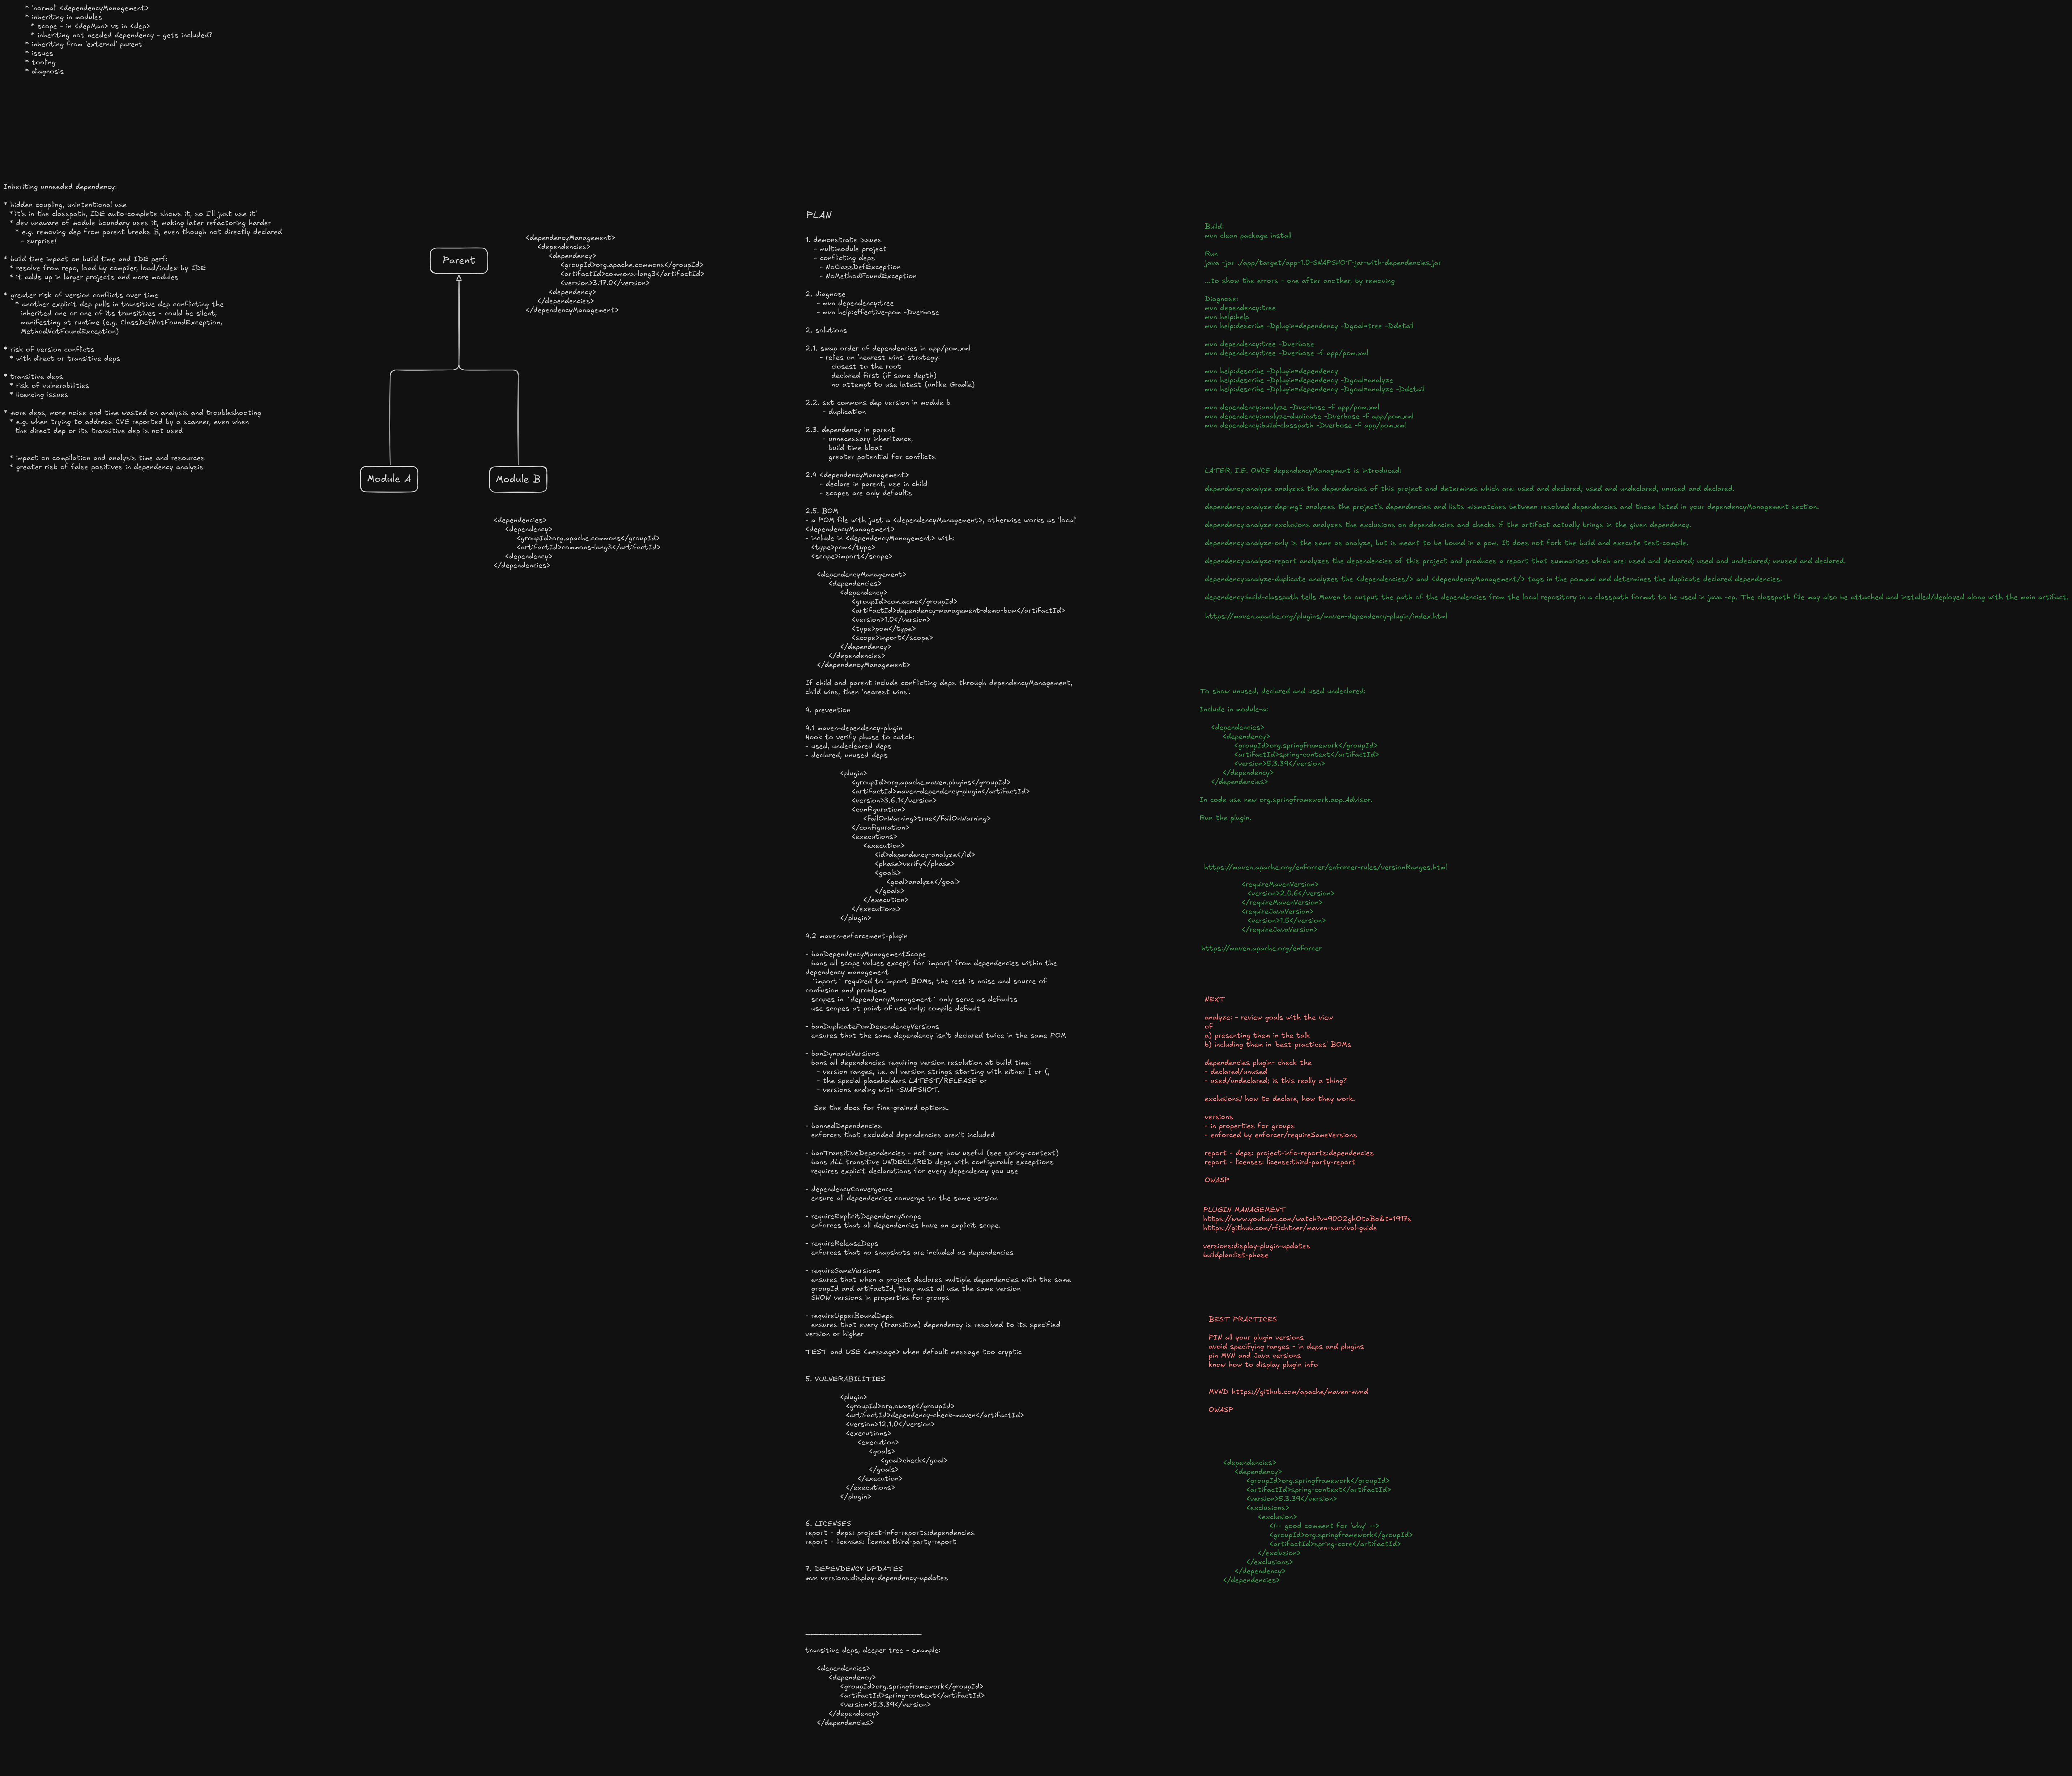 * 'normal' <dependencyManagement>
* inheriting in modules
* scope - in <depMan> vs in <dep>
* inheriting not needed dependency - gets included?
* inheriting from 'external' parent
* issues
* tooling
* diagnosis
Inheriting unneeded dependency:
* hidden coupling, unintentional use
*'it's in the classpath, IDE auto-complete shows it, so I'll just use it'
* dev unaware of module boundary uses it, making later refactoring harder
* e.g. removing dep from parent breaks B, even though not directly declared
- surprise!
* build time impact on build time and IDE perf:
* resolve from repo, load by compiler, load/index by IDE
* it adds up in larger projects and more modules
* greater risk of version conflicts over time
* another explicit dep pulls in transitive dep conflicting the
inherited one or one of its transitives - could be silent,
manifesting at runtime (e.g. ClassDefNotFoundException,
MethodNotFoundException)
* risk of version conflicts
* with direct or transitive deps
* transitive deps
* risk of vulnerabilities
* licencing issues
* more deps, more noise and time wasted on analysis and troubleshooting
* e.g. when trying to address CVE reported by a scanner, even when
the direct dep or its transitive dep is not used
* impact on compilation and analysis time and resources
* greater risk of false positives in dependency analysis
Parent
<dependencyManagement>
<dependencies>
<dependency>
<groupId>org.apache.commons</groupId>
<artifactId>commons-lang3</artifactId>
<version>3.17.0</version>
<dependency>
</dependencies>
</dependencyManagement>
Module A
Module B
<dependencies>
<dependency>
<groupId>org.apache.commons</groupId>
<artifactId>commons-lang3</artifactId>
<dependency>
</dependencies>
PLAN
1. demonstrate issues
- multimodule project
- conflicting deps
- NoClassDefException
- NoMethodFoundException
2. diagnose
- mvn dependency:tree
- mvn help:effective-pom -Dverbose
2. solutions
2.1. swap order of dependencies in app/pom.xml
- relies on 'nearest wins' strategy:
closest to the root
declared first (if same depth)
no attempt to use latest (unlike Gradle)
2.2. set commons dep version in module b
- duplication
2.3. dependency in parent
- unnecessary inheritance,
build time bloat
greater potential for conflicts
2.4 <dependencyManagement>
- declare in parent, use in child
- scopes are only defaults
2.5. BOM
- a POM file with just a <dependencyManagement>, otherwise works as 'local'
<dependencyManagement>
- include in <dependencyManagement> with:
<type>pom</type>
<scope>import</scope>
<dependencyManagement>
<dependencies>
<dependency>
<groupId>com.acme</groupId>
<artifactId>dependency-management-demo-bom</artifactId>
<version>1.0</version>
<type>pom</type>
<scope>import</scope>
</dependency>
</dependencies>
</dependencyManagement>
If child and parent include conflicting deps through dependencyManagement,
child wins, then 'nearest wins'.
4. prevention
4.1 maven-dependency-plugin
Hook to verify phase to catch:
- used, undecleared deps
- declared, unused deps
<plugin>
<groupId>org.apache.maven.plugins</groupId>
<artifactId>maven-dependency-plugin</artifactId>
<version>3.6.1</version>
<configuration>
<failOnWarning>true</failOnWarning>
</configuration>
<executions>
<execution>
<id>dependency-analyze</id>
<phase>verify</phase>
<goals>
<goal>analyze</goal>
</goals>
</execution>
</executions>
</plugin>
4.2 maven-enforcement-plugin
- banDependencyManagementScope
bans all scope values except for 'import' from dependencies within the
dependency management
`import` required to import BOMs, the rest is noise and source of
confusion and problems
scopes in `dependencyManagement` only serve as defaults
use scopes at point of use only; compile default
- banDuplicatePomDependencyVersions
ensures that the same dependency isn't declared twice in the same POM
- banDynamicVersions
bans all dependencies requiring version resolution at build time:
- version ranges, i.e. all version strings starting with either [ or (,
- the special placeholders LATEST/RELEASE or
- versions ending with -SNAPSHOT.
See the docs for fine-grained options.
- bannedDependencies
enforces that excluded dependencies aren't included
- banTransitiveDependencies - not sure how useful (see spring-context)
bans ALL transitive UNDECLARED deps with configurable exceptions
requires explicit declarations for every dependency you use
- dependencyConvergence
ensure all dependencies converge to the same version
- requireExplicitDependencyScope
enforces that all dependencies have an explicit scope.
- requireReleaseDeps
enforces that no snapshots are included as dependencies
- requireSameVersions
ensures that when a project declares multiple dependencies with the same
groupId and artifactId, they must all use the same version
SHOW versions in properties for groups
- requireUpperBoundDeps
ensures that every (transitive) dependency is resolved to its specified
version or higher
TEST and USE <message> when default message too cryptic
5. VULNERABILITIES
<plugin>
<groupId>org.owasp</groupId>
<artifactId>dependency-check-maven</artifactId>
<version>12.1.0</version>
<executions>
<execution>
<goals>
<goal>check</goal>
</goals>
</execution>
</executions>
</plugin>
6. LICENSES
report - deps: project-info-reports:dependencies
report - licenses: license:third-party-report
7. DEPENDENCY UPDATES
mvn versions:display-dependency-updates
transitive deps, deeper tree - example:
<dependencies>
<dependency>
<groupId>org.springframework</groupId>
<artifactId>spring-context</artifactId>
<version>5.3.39</version>
</dependency>
</dependencies>
Build:
mvn clean package install
Run
java -jar ./app/target/app-1.0-SNAPSHOT-jar-with-dependencies.jar
...to show the errors - one after another, by removing
Diagnose:
mvn dependency:tree
mvn help:help
mvn help:describe -Dplugin=dependency -Dgoal=tree -Ddetail
mvn dependency:tree -Dverbose
mvn dependency:tree -Dverbose -f app/pom.xml
mvn help:describe -Dplugin=dependency
mvn help:describe -Dplugin=dependency -Dgoal=analyze
mvn help:describe -Dplugin=dependency -Dgoal=analyze -Ddetail
mvn dependency:analyze -Dverbose -f app/pom.xml
mvn dependency:analyze-duplicate -Dverbose -f app/pom.xml
mvn dependency:build-classpath -Dverbose -f app/pom.xml
LATER, I.E. ONCE dependencyManagment is introduced:
dependency:analyze analyzes the dependencies of this project and determines which are: used and declared; used and undeclared; unused and declared.
dependency:analyze-dep-mgt analyzes the project's dependencies and lists mismatches between resolved dependencies and those listed in your dependencyManagement section.
dependency:analyze-exclusions analyzes the exclusions on dependencies and checks if the artifact actually brings in the given dependency.
dependency:analyze-only is the same as analyze, but is meant to be bound in a pom. It does not fork the build and execute test-compile.
dependency:analyze-report analyzes the dependencies of this project and produces a report that summarises which are: used and declared; used and undeclared; unused and declared.
dependency:analyze-duplicate analyzes the <dependencies/> and <dependencyManagement/> tags in the pom.xml and determines the duplicate declared dependencies.
dependency:build-classpath tells Maven to output the path of the dependencies from the local repository in a classpath format to be used in java -cp. The classpath file may also be attached and installed/deployed along with the main artifact.
https://maven.apache.org/plugins/maven-dependency-plugin/index.html
To show unused, declared and used undeclared:
Include in module-a:
<dependencies>
<dependency>
<groupId>org.springframework</groupId>
<artifactId>spring-context</artifactId>
<version>5.3.39</version>
</dependency>
</dependencies>
In code use new org.springframework.aop.Advisor.
Run the plugin.
https://maven.apache.org/enforcer/enforcer-rules/versionRanges.html
<requireMavenVersion>
<version>2.0.6</version>
</requireMavenVersion>
<requireJavaVersion>
<version>1.5</version>
</requireJavaVersion>
https://maven.apache.org/enforcer
NEXT
analyze: - review goals with the view
of
a) presenting them in the talk
b) including them in 'best practices' BOMs
dependencies plugin- check the
- declared/unused
- used/undeclared; is this really a thing?
exclusions! how to declare, how they work.
versions
- in properties for groups
- enforced by enforcer/requireSameVersions
report - deps: project-info-reports:dependencies
report - licenses: license:third-party-report
OWASP
PLUGIN MANAGEMENT
https://www.youtube.com/watch?v=9DO2ghOtaBo&t=1917s
https://github.com/rfichtner/maven-survival-guide
versions:display-plugin-updates
buildplan:list-phase
BEST PRACTICES
PIN all your plugin versions
avoid specifying ranges - in deps and plugins
pin MVN and Java versions
know how to display plugin info
MVND https://github.com/apache/maven-mvnd
OWASP
<dependencies>
<dependency>
<groupId>org.springframework</groupId>
<artifactId>spring-context</artifactId>
<version>5.3.39</version>
<exclusions>
<exclusion>
<!-- good comment for 'why' -->
<groupId>org.springframework</groupId>
<artifactId>spring-core</artifactId>
</exclusion>
</exclusions>
</dependency>
</dependencies>